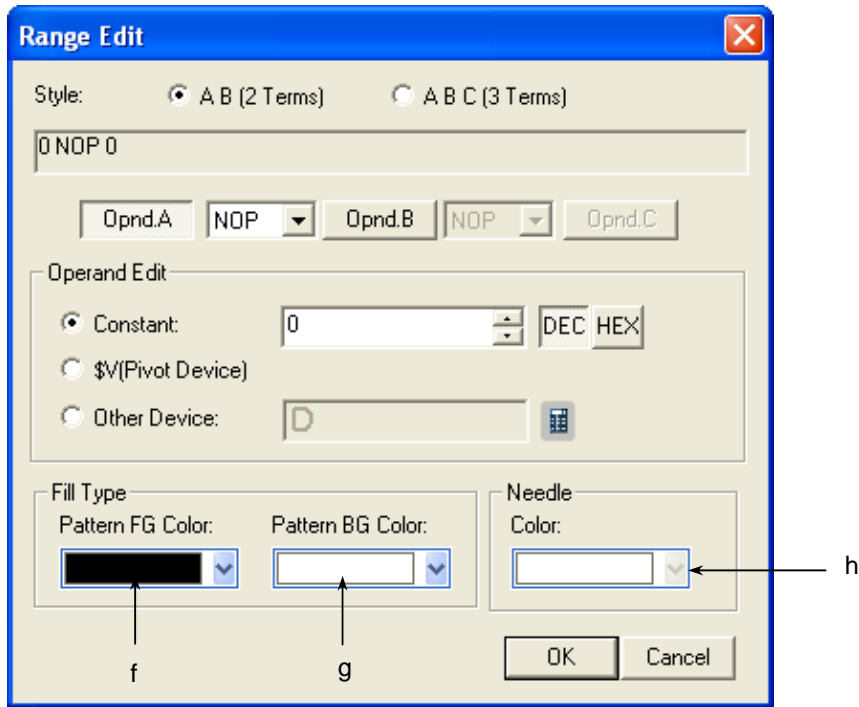 Range Edit
Style: A B (2 Terms) A B C (3 Terms)
0 NOP 0
Opnd.A NOP Opnd.B NOP Opnd.C
Operand Edit
Constant: 0 DEC HEX
$V(Pivot Device)
Other Device: D
Fill Type Needle
Pattern FG Color: Pattern BG Color: Color:
h
f g
OK Cancel